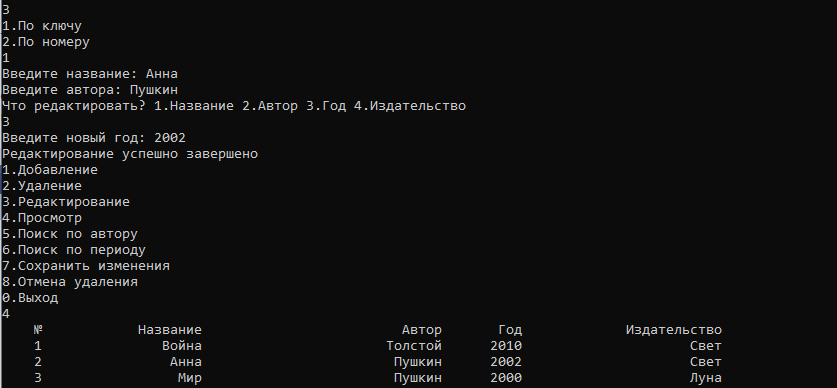 3
1.По ключу
2.По номеру
1
Введите название: Анна
Введите автора: Пушкин
Что редактировать? 1.Название 2.Автор 3.Год 4.Издательство
3
Введите новый год: 2002
Редактирование успешно завершено
1.Добавление
2.Удаление
3.Редактирование
4.Просмотр
5.Поиск по автору
6.Поиск по периоду
7.Сохранить изменения
8.Отмена удаления
0.Выход
4
№ Название Автор Год Издательство
1 Война Толстой 2010 Свет
2 Анна Пушкин 2002 Свет
3 Мир Пушкин 2000 Луна